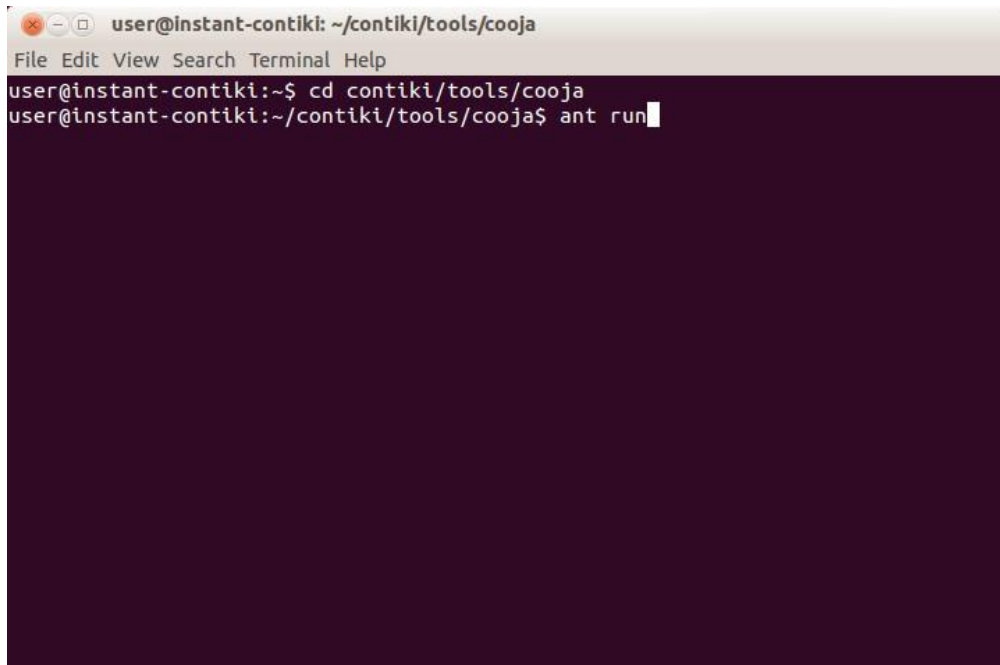 user@instant-contiki: ~/contiki/tools/cooja
File Edit View Search Terminal Help
user@instant-contiki:~$ cd contiki/tools/cooja
user@instant-contiki:~/contiki/tools/cooja$ ant run